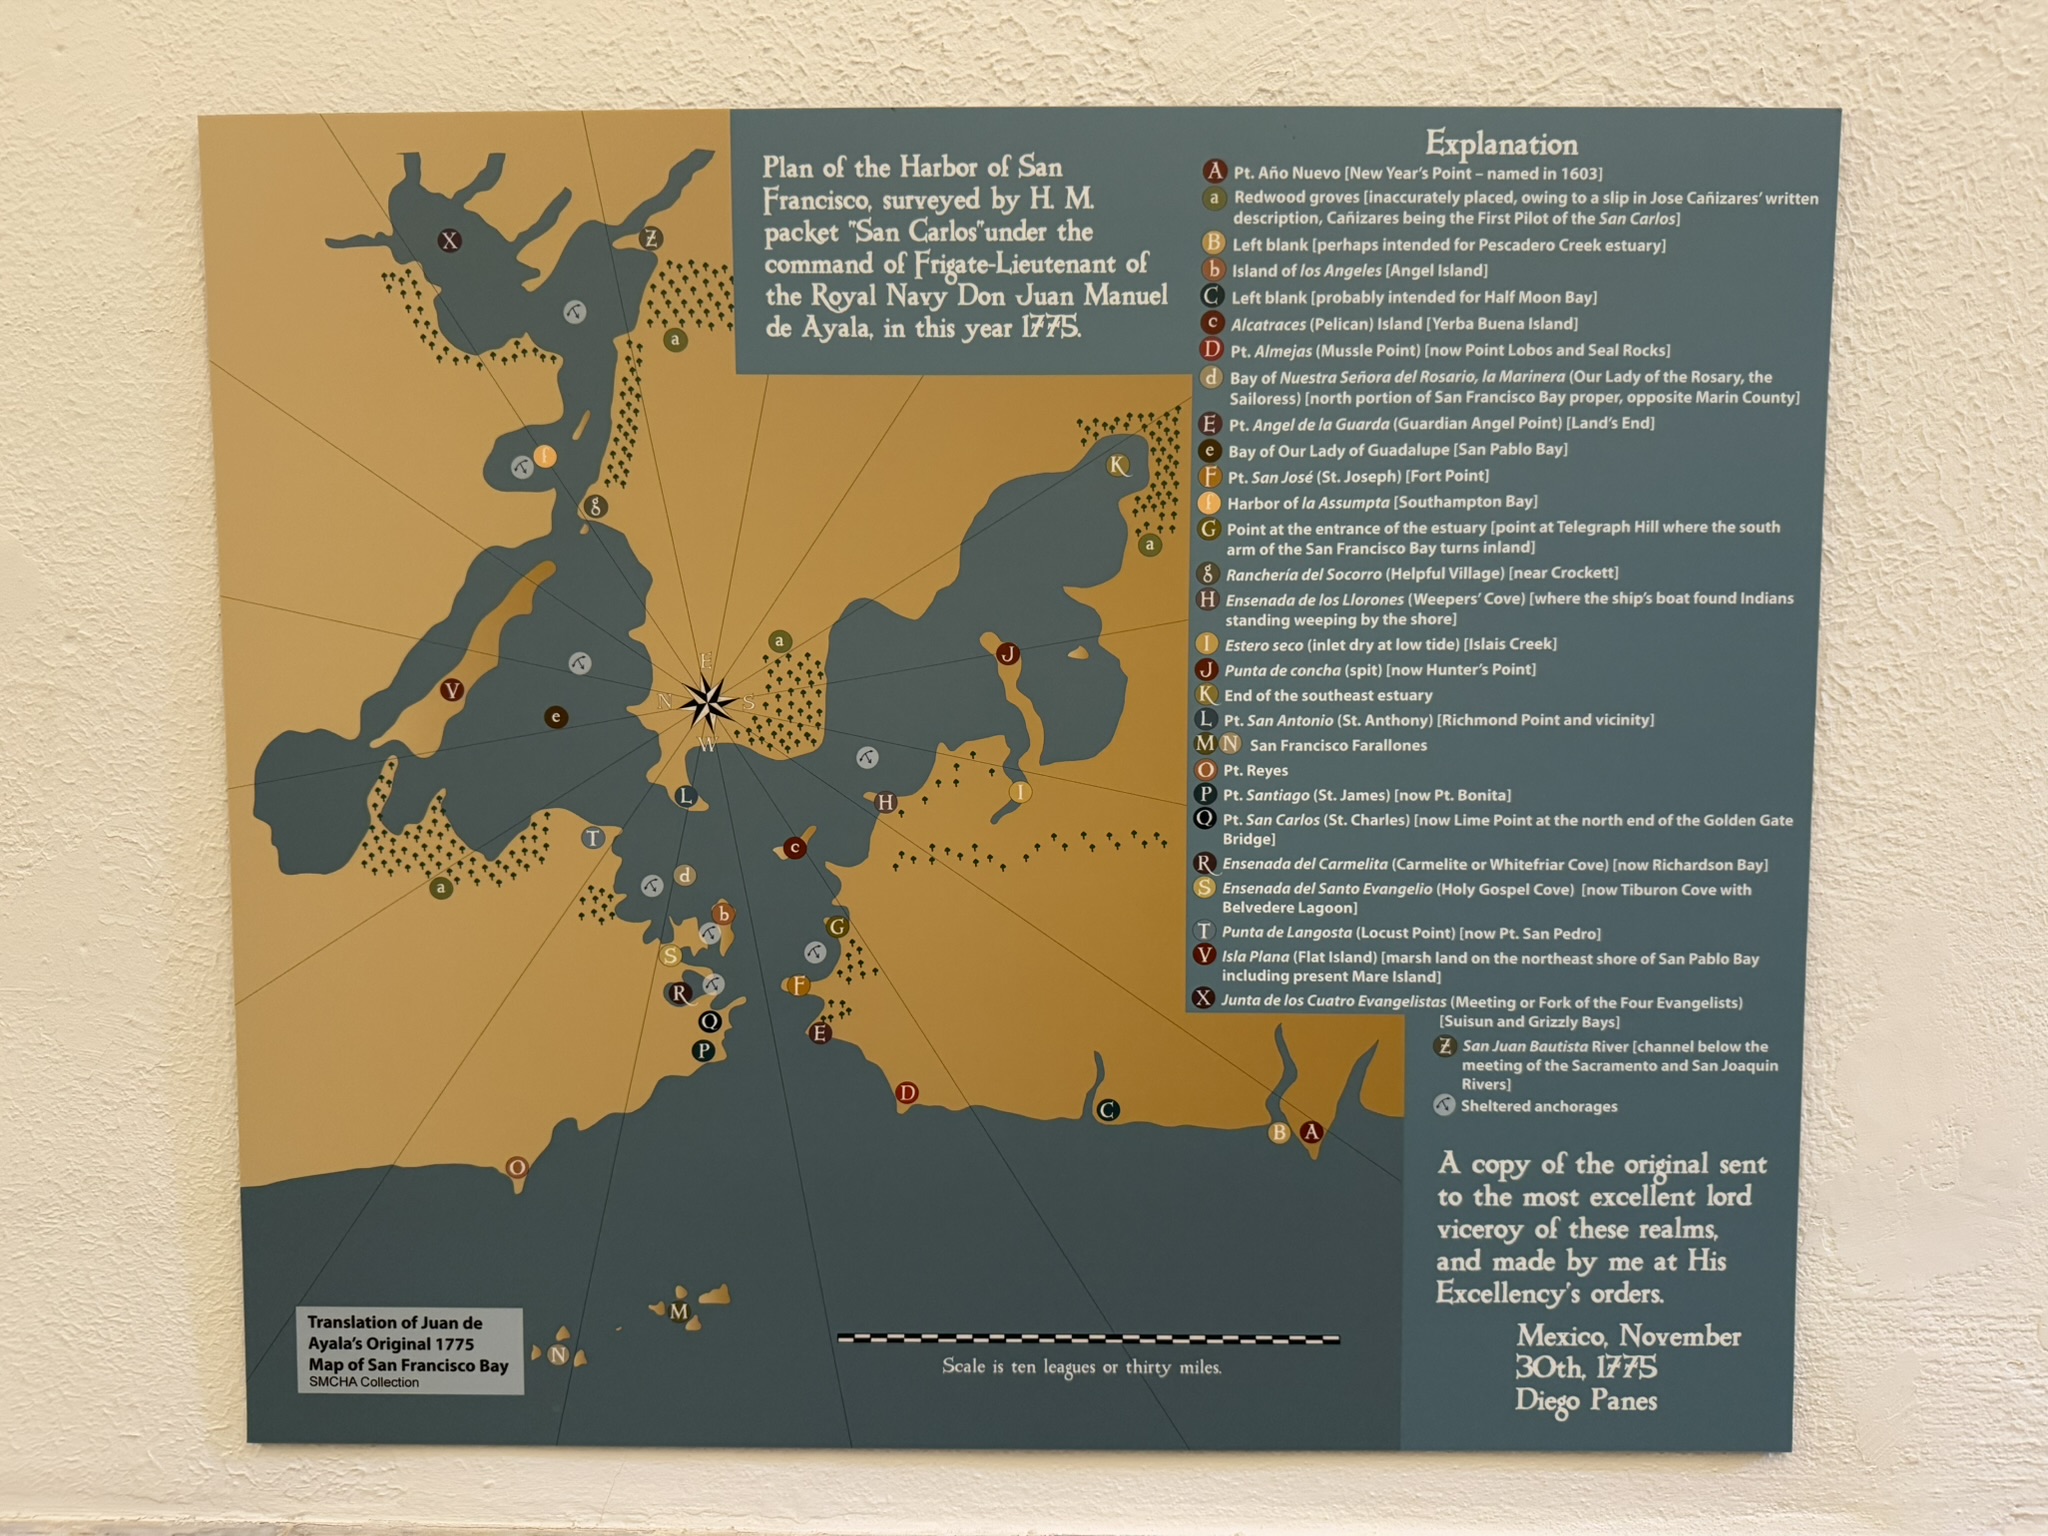 Plan of the Harbor of San
Francisco, surveyed by H. M.
packet "San Carlos"under the
command of Frigate-Lieutenant of
the Royal Navy Don Juan Manuel
de Ayala, in this year 1775.
Explanation
A Pt. Año Nuevo [New Year's Point – named in 1603]
a Redwood groves [inaccurately placed, owing to a slip in Jose Cañizares' written
description, Cañizares being the First Pilot of the San Carlos]
B Left blank [perhaps intended for Pescadero Creek estuary]
b Island of los Angeles [Angel Island]
C Left blank [probably intended for Half Moon Bay]
c Alcatraces (Pelican) Island [Yerba Buena Island]
D Pt. Almejas (Mussle Point) [now Point Lobos and Seal Rocks]
d Bay of Nuestra Señora del Rosario, la Marinera (Our Lady of the Rosary, the
Sailoress) [north portion of San Francisco Bay proper, opposite Marin County]
E Pt. Angel de la Guarda (Guardian Angel Point) [Land's End]
e Bay of Our Lady of Guadalupe [San Pablo Bay]
F Pt. San José (St. Joseph) [Fort Point]
f Harbor of la Assumpta [Southampton Bay]
G Point at the entrance of the estuary [point at Telegraph Hill where the south
arm of the San Francisco Bay turns inland]
g Ranchería del Socorro (Helpful Village) [near Crockett]
H Ensenada de los Llorones (Weepers' Cove) [where the ship's boat found Indians
standing weeping by the shore]
I Estero seco (inlet dry at low tide) [Islais Creek]
J Punta de concha (spit) [now Hunter's Point]
K End of the southeast estuary
L Pt. San Antonio (St. Anthony) [Richmond Point and vicinity]
M N San Francisco Farallones
O Pt. Reyes
P Pt. Santiago (St. James) [now Pt. Bonita]
Q Pt. San Carlos (St. Charles) [now Lime Point at the north end of the Golden Gate
Bridge]
R Ensenada del Carmelita (Carmelite or Whitefriar Cove) [now Richardson Bay]
S Ensenada del Santo Evangelio (Holy Gospel Cove) [now Tiburon Cove with
Belvedere Lagoon]
T Punta de Langosta (Locust Point) [now Pt. San Pedro]
V Isla Plana (Flat Island) [marsh land on the northeast shore of San Pablo Bay
including present Mare Island]
X Junta de los Cuatro Evangelistas (Meeting or Fork of the Four Evangelists)
[Suisun and Grizzly Bays]
Z San Juan Bautista River [channel below the
meeting of the Sacramento and San Joaquin
Rivers]
Sheltered anchorages
A copy of the original sent
to the most excellent lord
viceroy of these realms,
and made by me at His
Excellency's orders.
Mexico, November
30th, 1775
Diego Panes
X
Z
a
K
f
g
a
a
J
E
N
S
W
V
e
L
I
H
T
c
d
a
b
G
S
F
R
Q
E
P
D
C
B
A
O
M
N
Scale is ten leagues or thirty miles.
Translation of Juan de
Ayala's Original 1775
Map of San Francisco Bay
SMCHA Collection